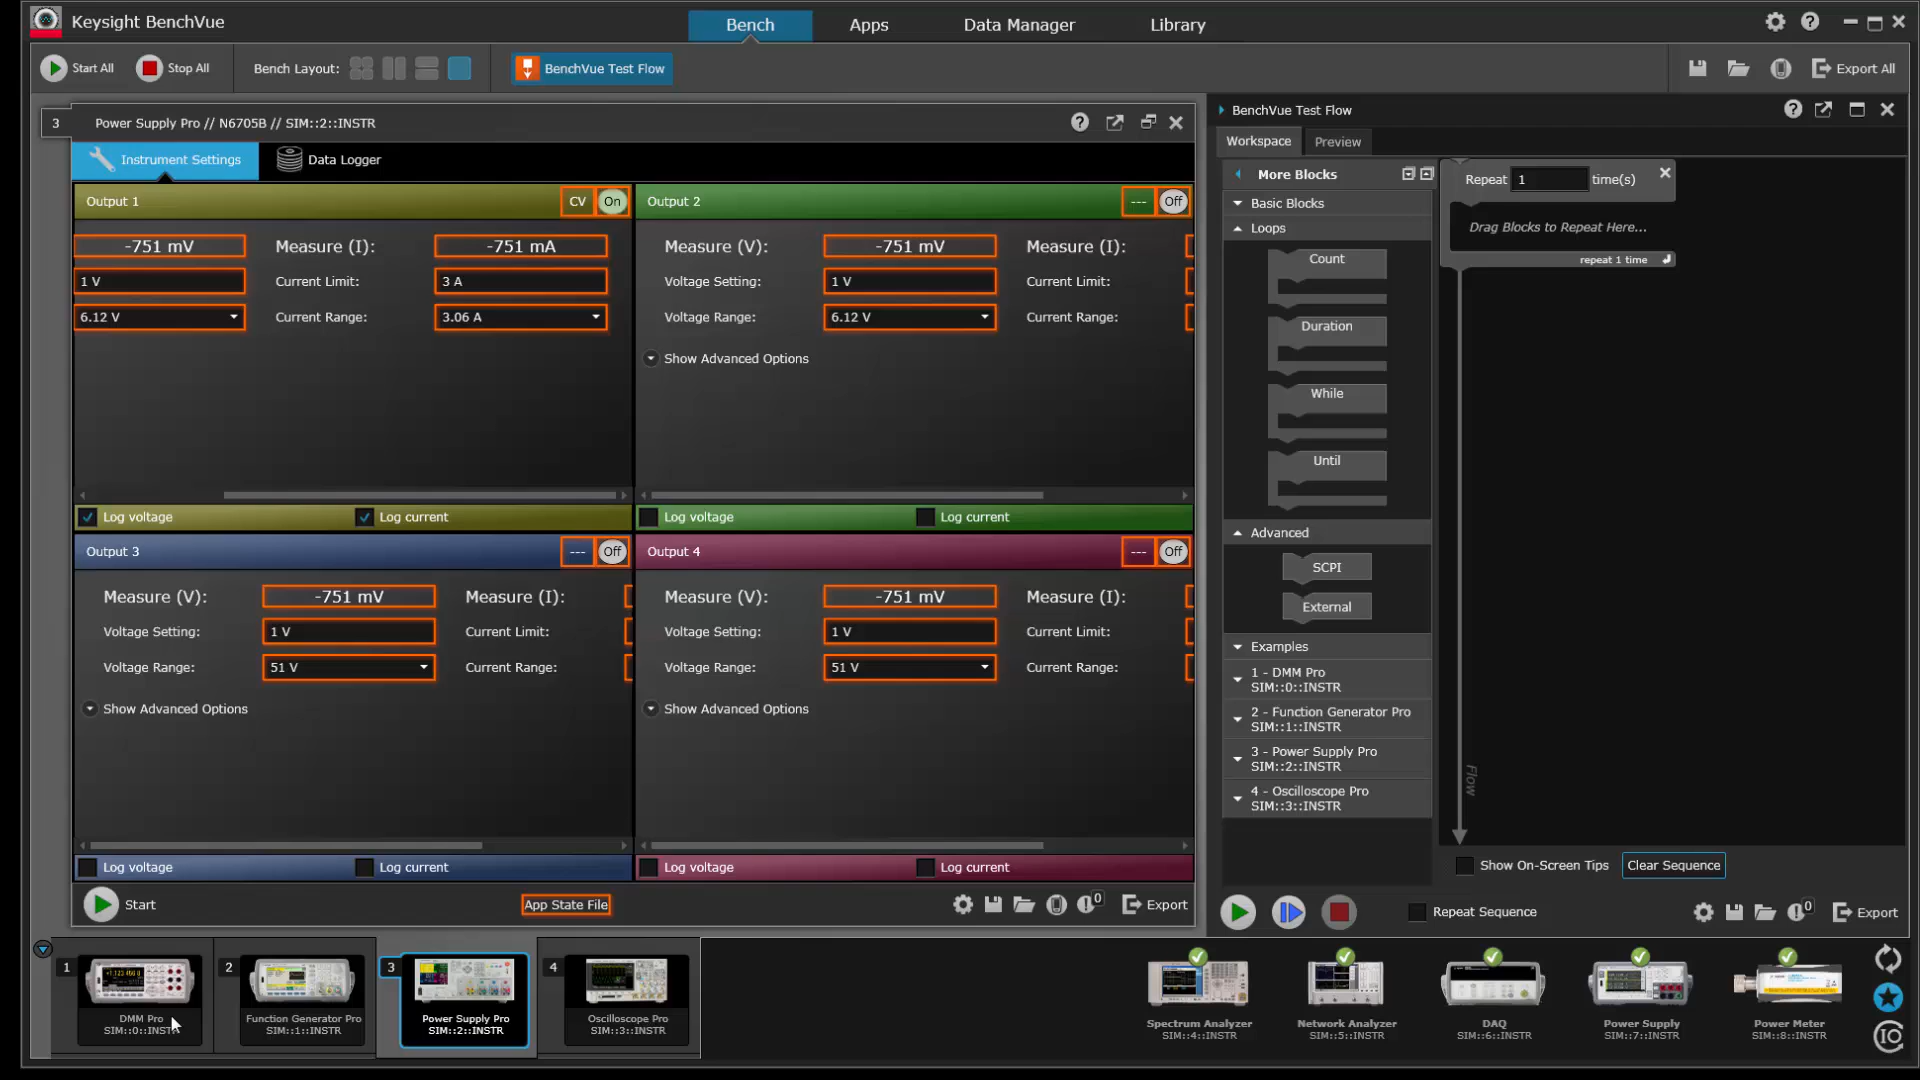 Keysight BenchVue
Bench
Apps
Data Manager
Library
Start All
Stop All
Bench Layout:
BenchVue Test Flow
Export All
3
Power Supply Pro // N6705B // SIM::2::INSTR
Instrument Settings
Data Logger
Output 1
CV
On
-751 mV
Measure (I):
-751 mA
1 V
Current Limit:
3 A
6.12 V
Current Range:
3.06 A
Log voltage
Log current
Output 2
---
Off
Measure (V):
-751 mV
Measure (I):
Voltage Setting:
1 V
Current Limit:
Voltage Range:
6.12 V
Current Range:
Show Advanced Options
Log voltage
Log current
Output 3
---
Off
Measure (V):
-751 mV
Measure (I):
Voltage Setting:
1 V
Current Limit:
Voltage Range:
51 V
Current Range:
Show Advanced Options
Log voltage
Log current
Output 4
---
Off
Measure (V):
-751 mV
Measure (I):
Voltage Setting:
1 V
Current Limit:
Voltage Range:
51 V
Current Range:
Show Advanced Options
Log voltage
Log current
Start
App State File
0
Export
BenchVue Test Flow
Workspace
Preview
More Blocks
Basic Blocks
Loops
Count
Duration
While
Until
Advanced
SCPI
External
Examples
1 - DMM Pro
SIM::0::INSTR
2 - Function Generator Pro
SIM::1::INSTR
3 - Power Supply Pro
SIM::2::INSTR
4 - Oscilloscope Pro
SIM::3::INSTR
Repeat 1 time(s)
Drag Blocks to Repeat Here...
repeat 1 time
Flow
Show On-Screen Tips
Clear Sequence
Repeat Sequence
0
Export
1
DMM Pro
SIM::0::INSTR
2
Function Generator Pro
SIM::1::INSTR
3
Power Supply Pro
SIM::2::INSTR
4
Oscilloscope Pro
SIM::3::INSTR
Spectrum Analyzer
SIM::4::INSTR
Network Analyzer
SIM::5::INSTR
DAQ
SIM::6::INSTR
Power Supply
SIM::7::INSTR
Power Meter
SIM::8::INSTR
IO